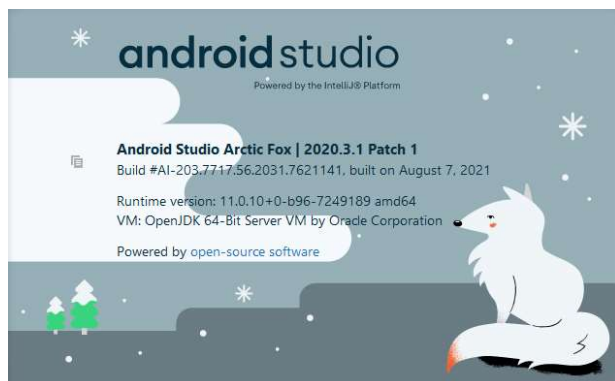 androidstudio
Powered by the IntelliJ® Platform
Android Studio Arctic Fox | 2020.3.1 Patch 1
Build #AI-203.7717.56.2031.7621141, built on August 7, 2021
Runtime version: 11.0.10+0-b96-7249189 amd64
VM: OpenJDK 64-Bit Server VM by Oracle Corporation
Powered by open-source software